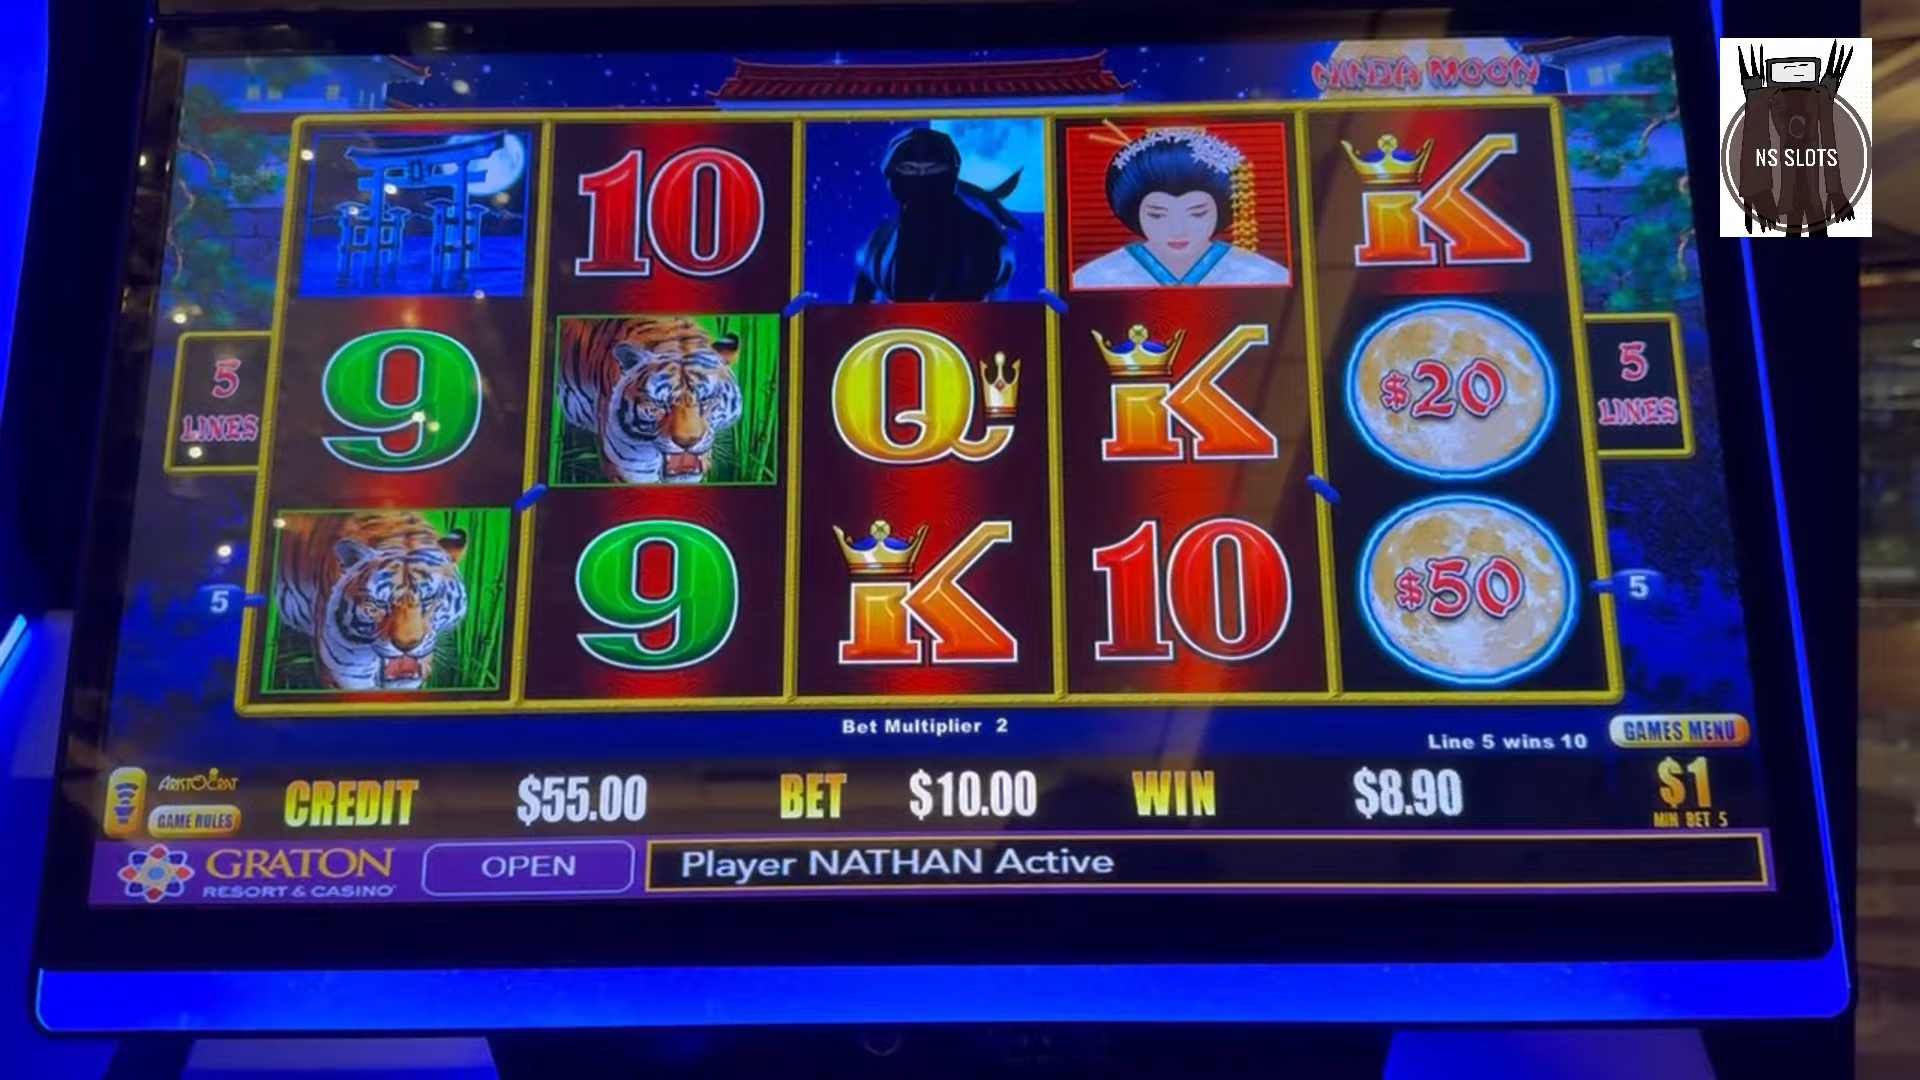 NINJA MOON
NS SLOTS
10
K
5
LINES
9
Q
K
$20
5
LINES
5
9
K
10
$50
5
Bet Multiplier 2
Line 5 wins 10
GAMES MENU
ARISTOCRAT
GAME RULES
CREDIT $55.00 BET $10.00 WIN $8.90
$1
MIN BET 5
GRATON
RESORT & CASINO
OPEN
Player NATHAN Active